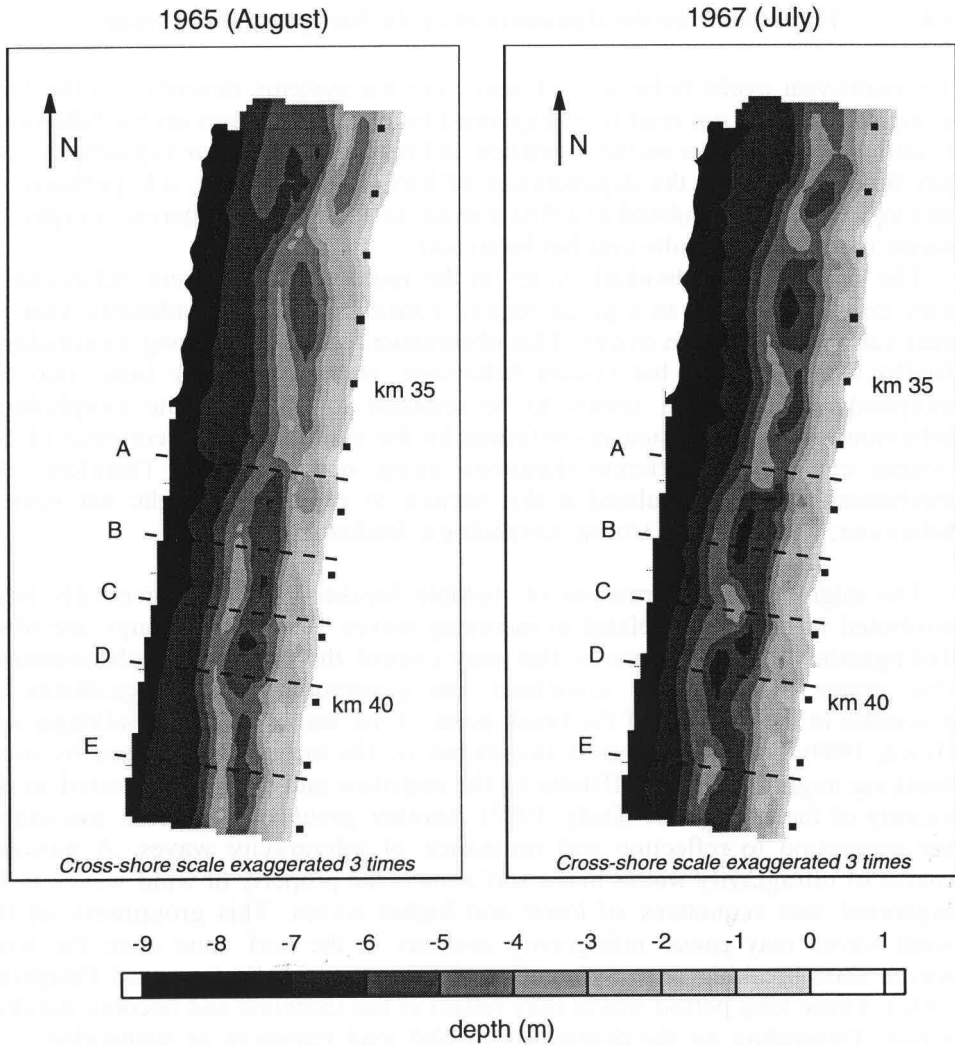 1965 (August)
1967 (July)
N
N
km 35
km 35
A
A
B
B
C
C
D
D
km 40
km 40
E
E
Cross-shore scale exaggerated 3 times
Cross-shore scale exaggerated 3 times
-9 -8 -7 -6 -5 -4 -3 -2 -1 0 1
depth (m)